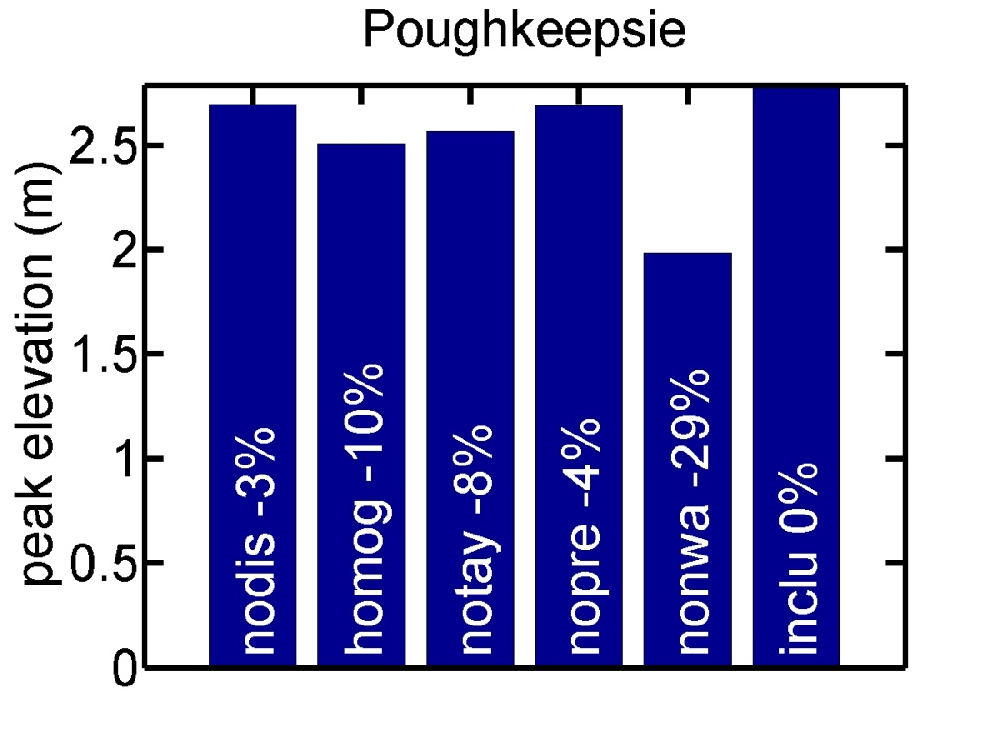 Poughkeepsie
peak elevation (m)
2.5
2
1.5
1
0.5
0
nodis -3%
homog -10%
notay -8%
nopre -4%
nonwa -29%
inclu 0%